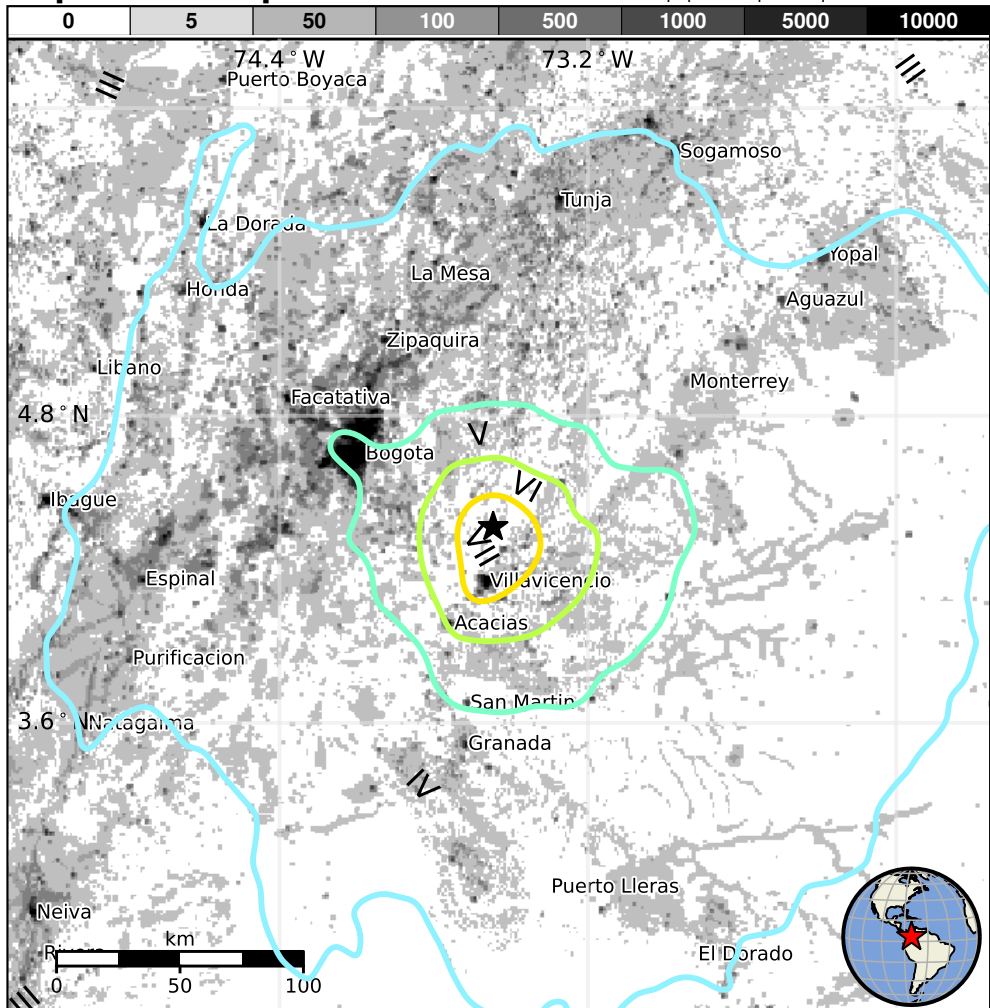 0 5 50 100 500 1000 5000 10000
74.4°W 73.2°W
III III
Puerto Boyaca
Sogamoso
Tunja
La Dorada
Yopal
La Mesa
Honda
Aguazul
Zipaquira
Libano
Monterrey
Facatativa
4.8°N
V
Bogota
VI
Ibague
VII
Espinal
Villavicencio
Acacias
Purificacion
San Martin
3.6°N Natagaima
Granada
IV
Puerto Lleras
Neiva
km
Rivera
El Dorado
0 50 100
III